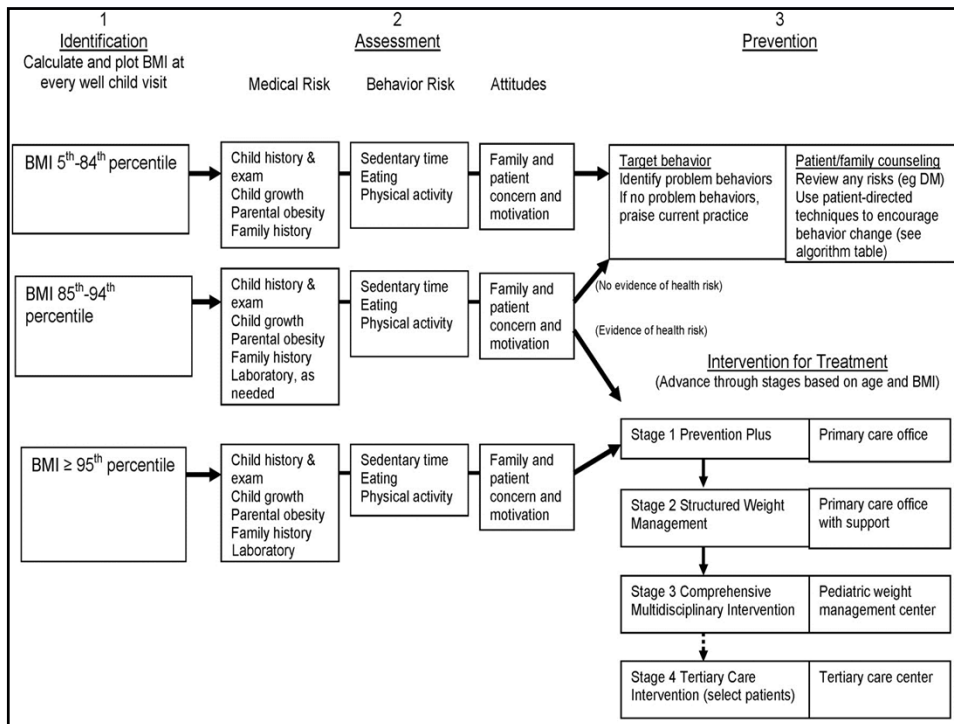 1
Identification
Calculate and plot BMI at
every well child visit
2
Assessment
Medical Risk
Behavior Risk
Attitudes
3
Prevention
BMI 5th-84th percentile
Child history &
exam
Child growth
Parental obesity
Family history
Sedentary time
Eating
Physical activity
Family and
patient
concern and
motivation
Target behavior
Identify problem behaviors
If no problem behaviors,
praise current practice
Patient/family counseling
Review any risks (eg DM)
Use patient-directed
techniques to encourage
behavior change (see
algorithm table)
BMI 85th-94th
percentile
Child history &
exam
Child growth
Parental obesity
Family history
Laboratory, as
needed
Sedentary time
Eating
Physical activity
Family and
patient
concern and
motivation
(No evidence of health risk)
(Evidence of health risk)
Intervention for Treatment
(Advance through stages based on age and BMI)
BMI ≥ 95th percentile
Child history &
exam
Child growth
Parental obesity
Family history
Laboratory
Sedentary time
Eating
Physical activity
Family and
patient
concern and
motivation
Stage 1 Prevention Plus
Primary care office
Stage 2 Structured Weight
Management
Primary care office
with support
Stage 3 Comprehensive
Multidisciplinary Intervention
Pediatric weight
management center
Stage 4 Tertiary Care
Intervention (select patients)
Tertiary care center